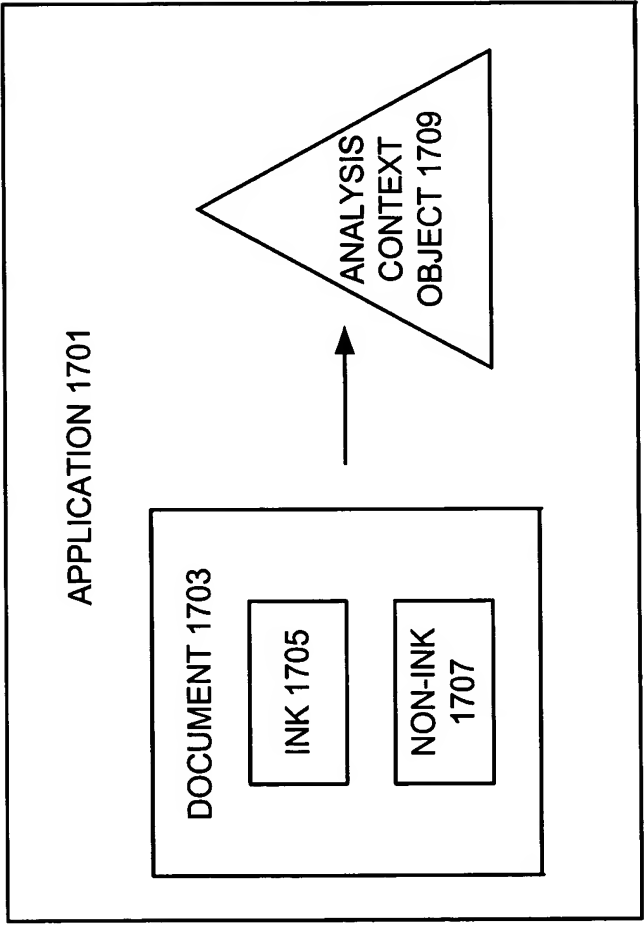 APPLICATION 1701
DOCUMENT 1703
INK 1705
NON-INK
1707
ANALYSIS
CONTEXT
OBJECT 1709